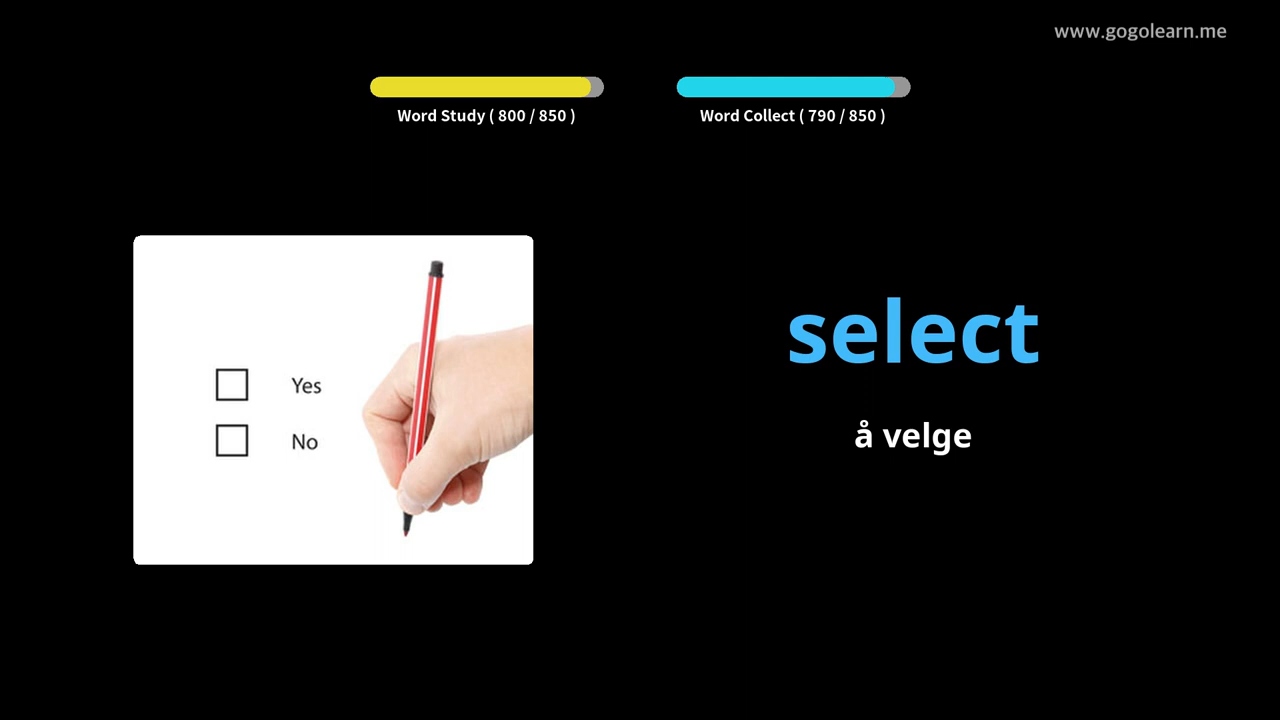 www.gogolearn.me
Word Study ( 800 / 850 )
Word Collect ( 790 / 850 )
select
å velge
Yes
No